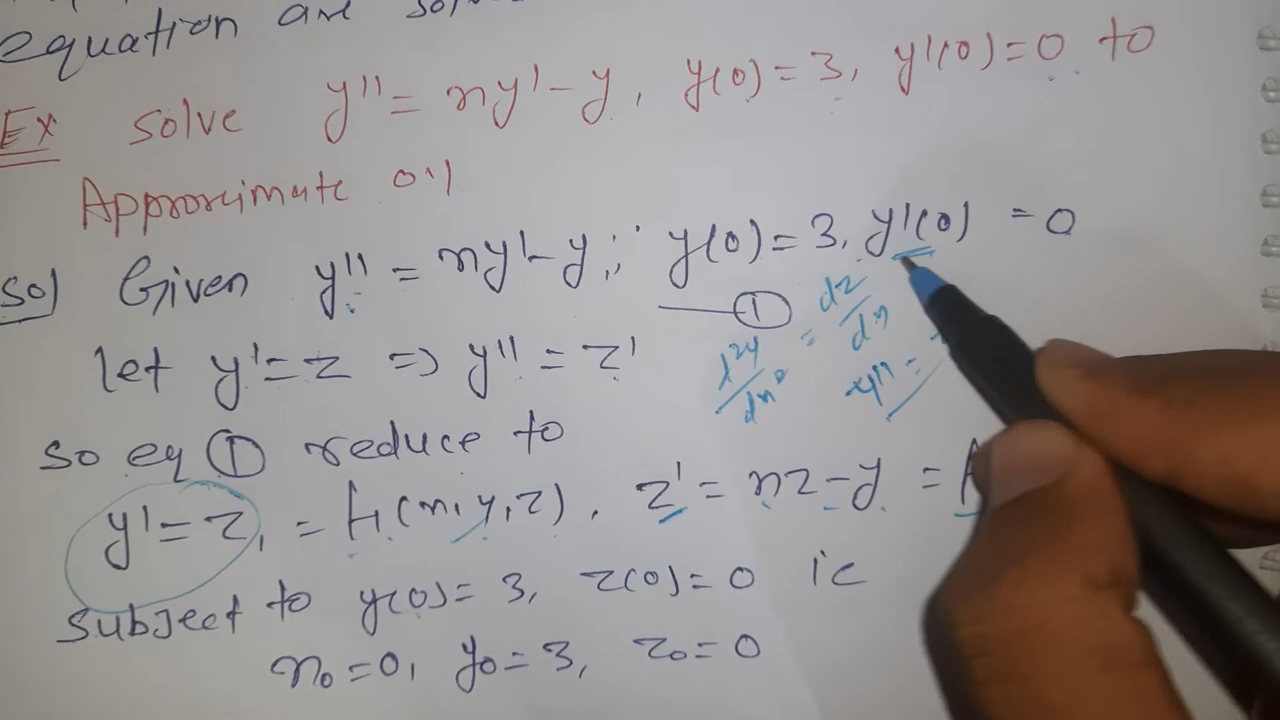 equation are
Ex solve y'' = xy' - y, y(0) = 3, y'(0) = 0 to
Approximate 0.1
Sol Given y'' = xy' - y ;; y(0) = 3, y'(0) = 0
— ①
let y' = z => y'' = z'
d²y/dx² = dz/dx
y'' =
so eq ① reduce to
y' = z, = f1(x, y, z), z' = xz - y =
subject to y(0) = 3, z(0) = 0 ie
x0 = 0, y0 = 3, z0 = 0